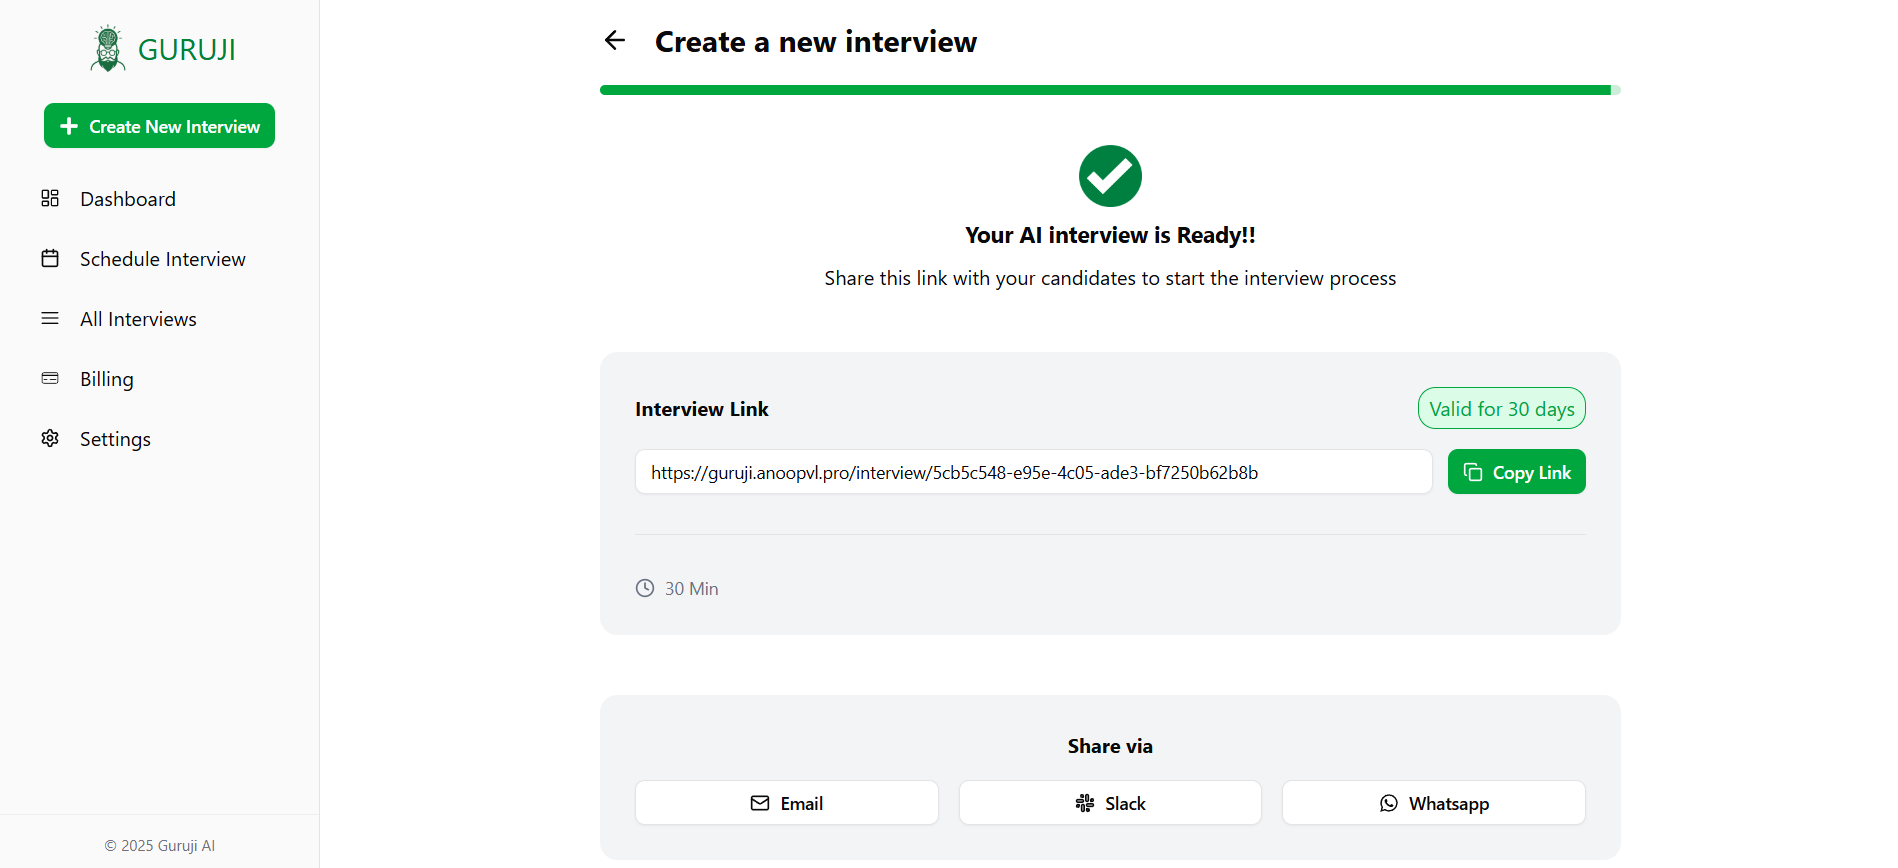 GURUJI
Create New Interview
Dashboard
Schedule Interview
All Interviews
Billing
Settings
© 2025 Guruji AI
Create a new interview
Your AI interview is Ready!!
Share this link with your candidates to start the interview process
Interview Link
Valid for 30 days
https://guruji.anoopvl.pro/interview/5cb5c548-e95e-4c05-ade3-bf7250b62b8b
Copy Link
30 Min
Share via
Email
Slack
Whatsapp